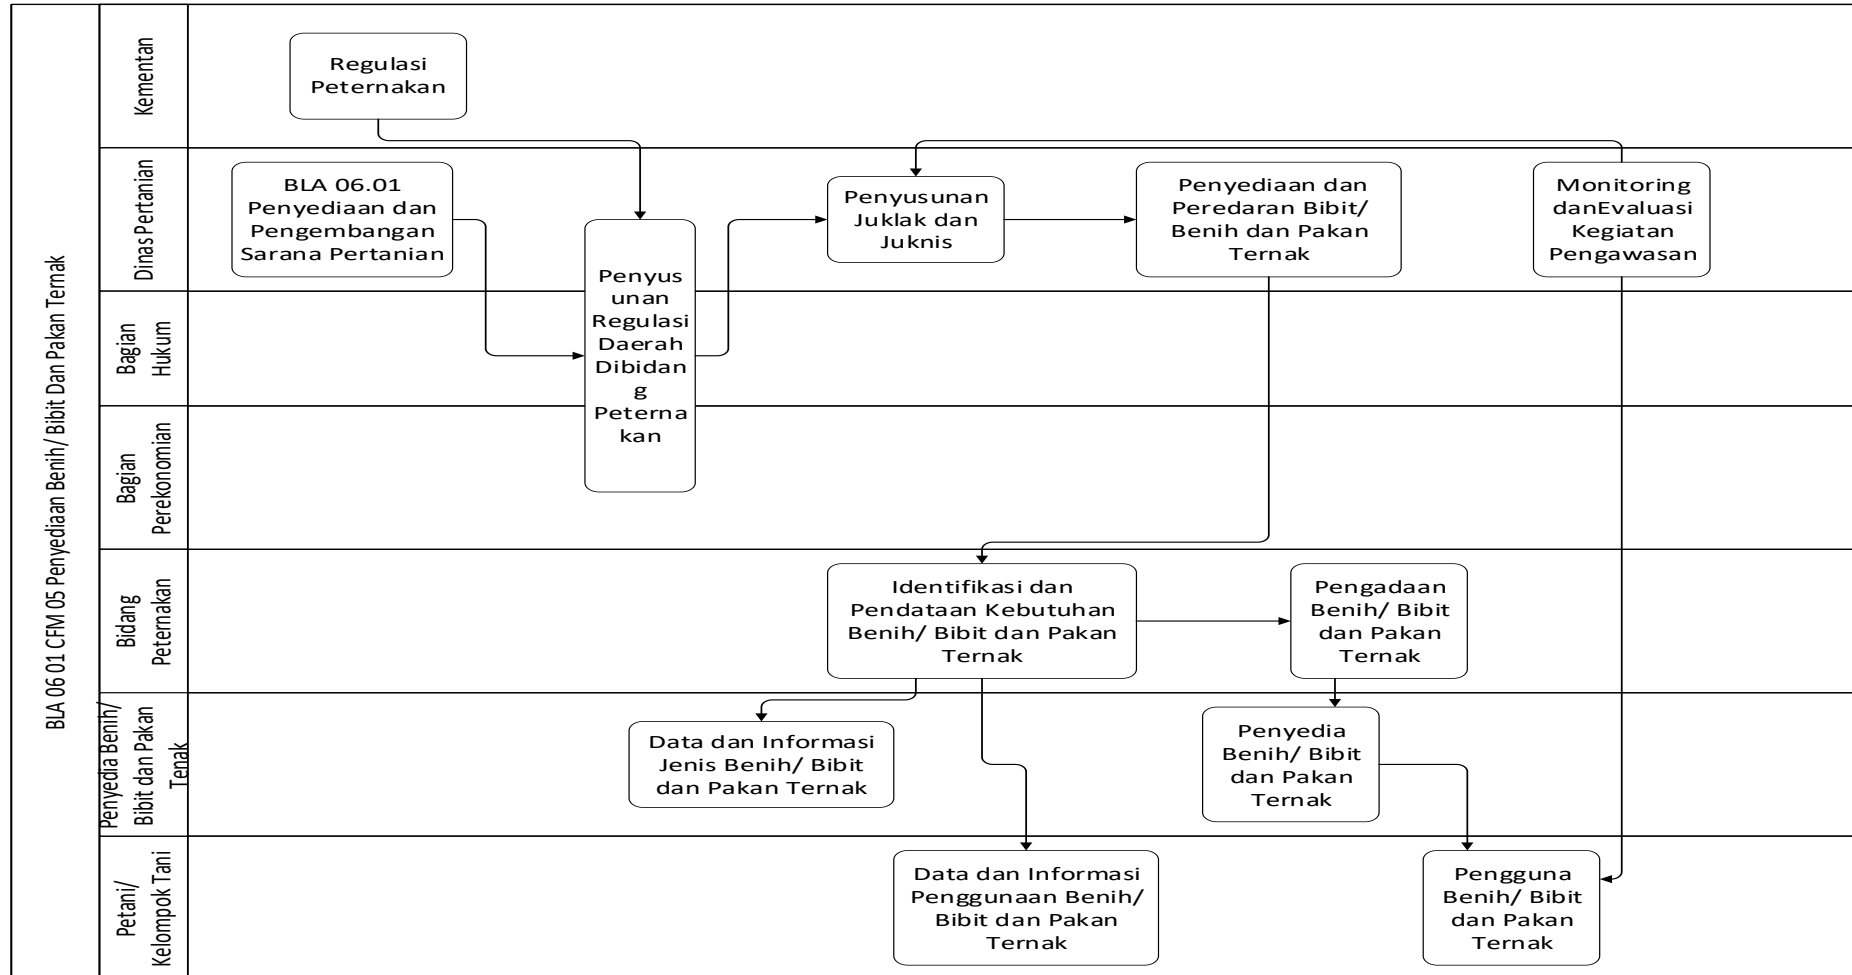 BLA 06 01 CFM 05 Penyediaan Benih/ Bibit Dan Pakan Ternak
Kementan
Regulasi
Peternakan
Dinas Pertanian
BLA 06.01
Penyediaan dan
Pengembangan
Sarana Pertanian
Penyus
unan
Regulasi
Daerah
Dibidan
g
Peterna
kan
Penyusunan
Juklak dan
Juknis
Penyediaan dan
Peredaran Bibit/
Benih dan Pakan
Ternak
Monitoring
danEvaluasi
Kegiatan
Pengawasan
Bagian
Hukum
Bagian
Perekonomian
Bidang
Peternakan
Identifikasi dan
Pendataan Kebutuhan
Benih/ Bibit dan Pakan
Ternak
Pengadaan
Benih/ Bibit
dan Pakan
Ternak
Penyedia Benih/
Bibit dan Pakan
Tenak
Data dan Informasi
Jenis Benih/ Bibit
dan Pakan Ternak
Penyedia
Benih/ Bibit
dan Pakan
Ternak
Petani/
Kelompok Tani
Data dan Informasi
Penggunaan Benih/
Bibit dan Pakan
Ternak
Pengguna
Benih/ Bibit
dan Pakan
Ternak